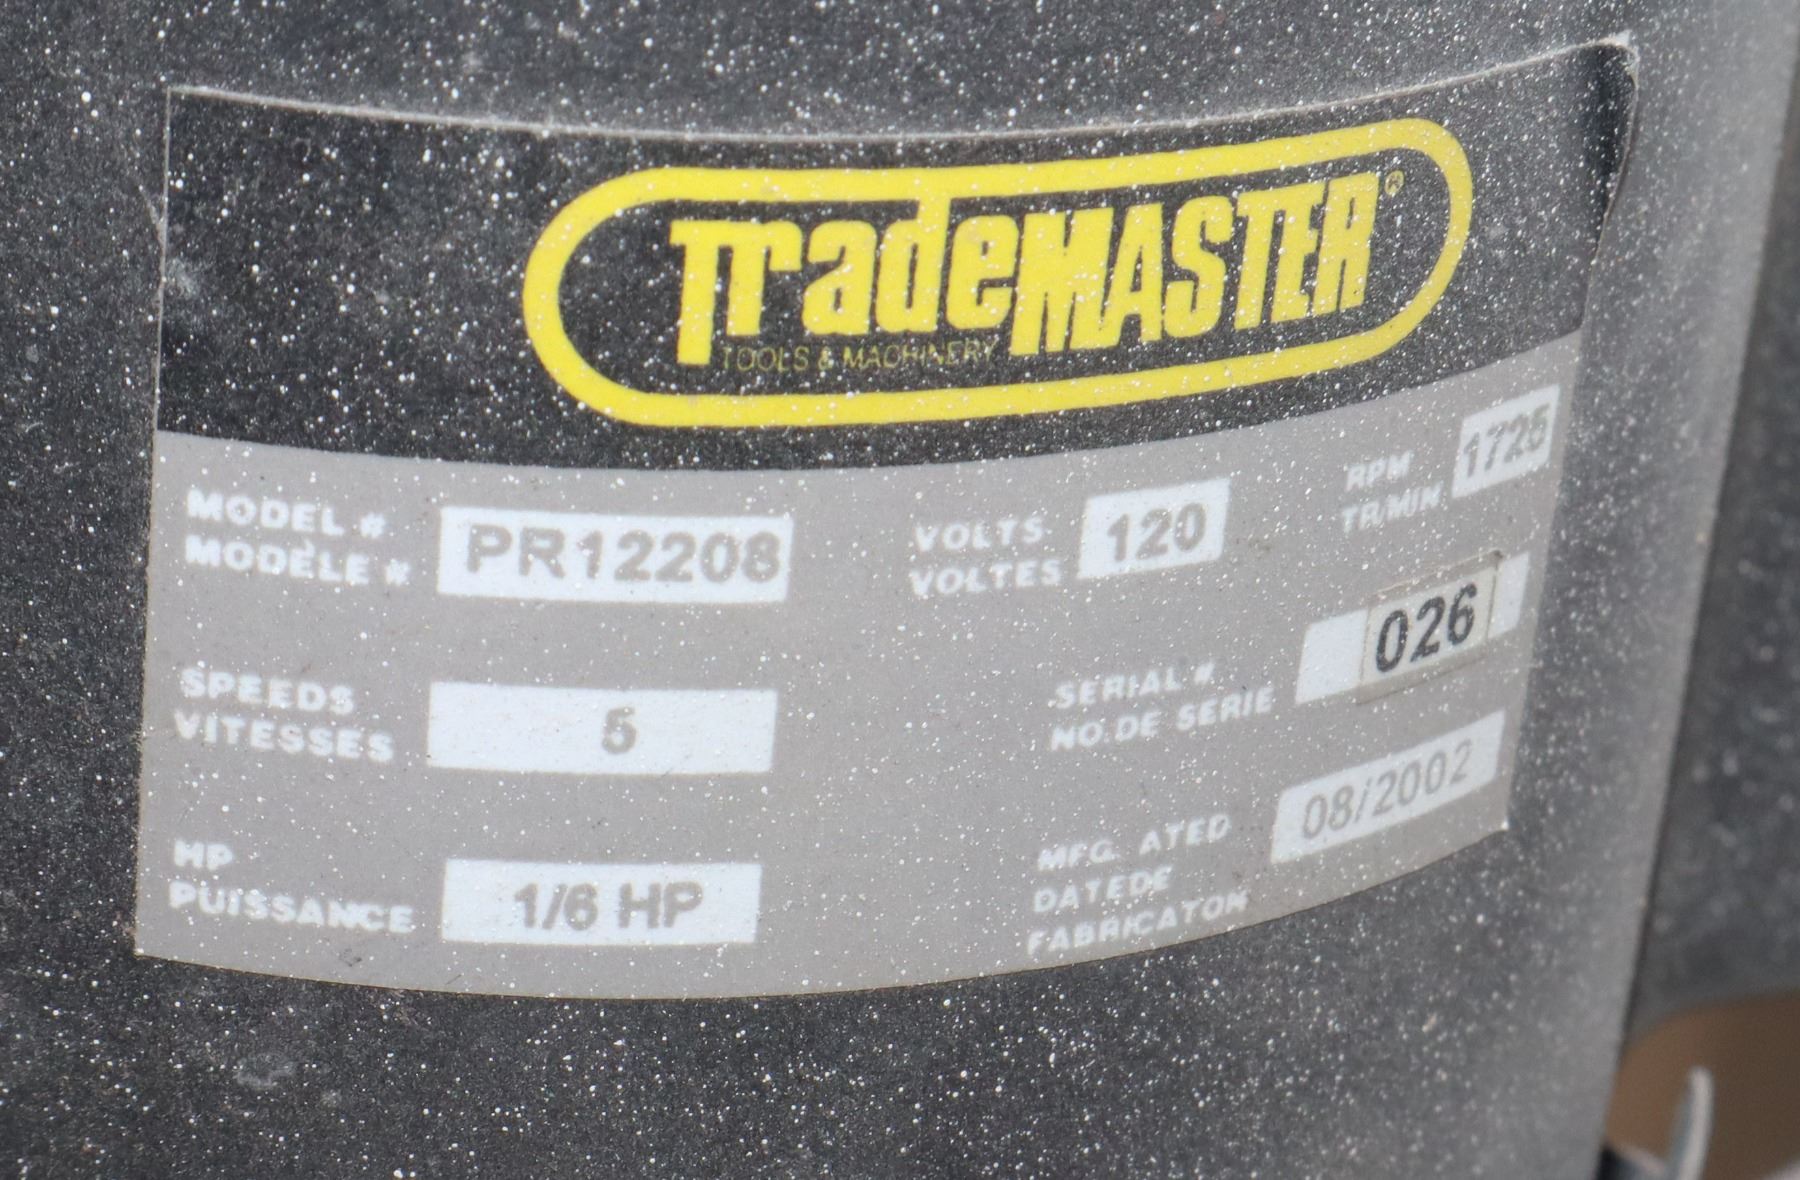 TradeMASTER®
TOOLS & MACHINERY
MODEL # PR12208
MODÈLE #
VOLTS 120
VOLTES
RPM 1725
TR/MIN
SPEEDS 5
VITESSES
SERIAL # 026
NO.DE SERIE
HP 1/6 HP
PUISSANCE
MFG. ATED 08/2002
DATEDE
FABRICATON